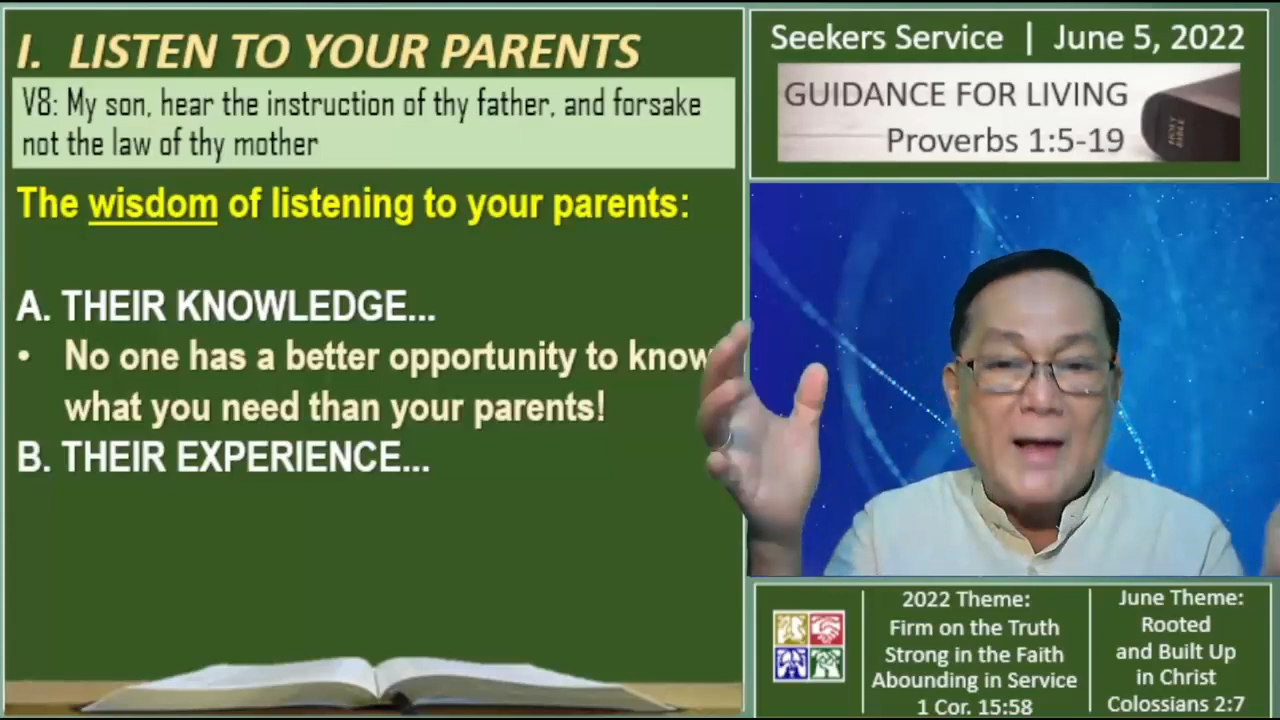 I. LISTEN TO YOUR PARENTS
V8: My son, hear the instruction of thy father, and forsake
not the law of thy mother
The wisdom of listening to your parents:
A. THEIR KNOWLEDGE...
• No one has a better opportunity to know
what you need than your parents!
B. THEIR EXPERIENCE...
Seekers Service | June 5, 2022
GUIDANCE FOR LIVING
Proverbs 1:5-19
HOLY
BIBLE
2022 Theme:
Firm on the Truth
Strong in the Faith
Abounding in Service
1 Cor. 15:58
June Theme:
Rooted
and Built Up
in Christ
Colossians 2:7